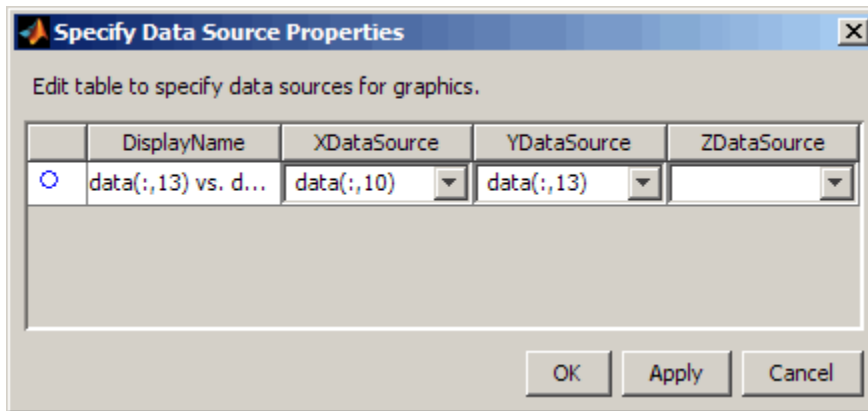 Specify Data Source Properties
Edit table to specify data sources for graphics.
DisplayName XDataSource YDataSource ZDataSource
data(:,13) vs. d... data(:,10) data(:,13)
OK Apply Cancel